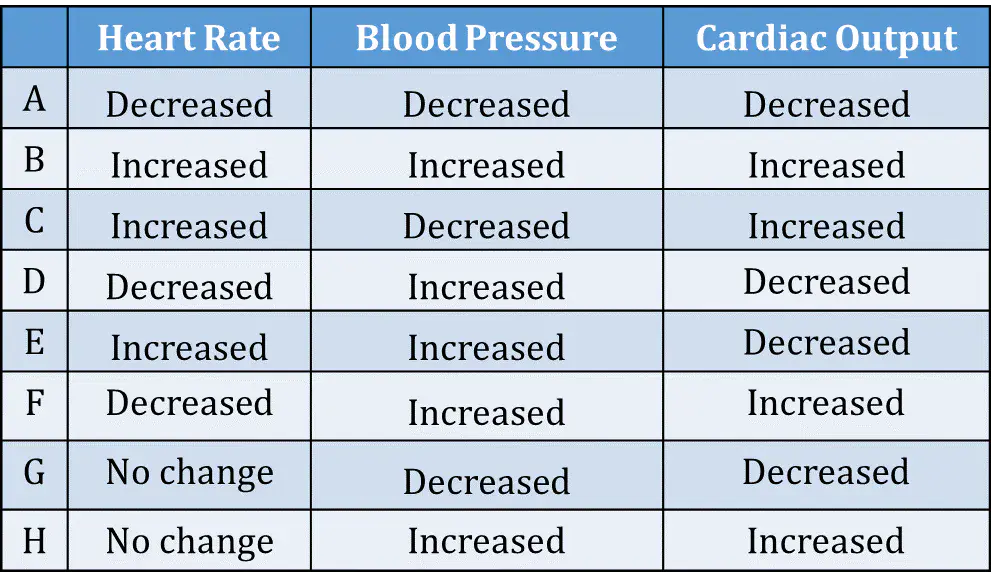 Heart Rate Blood Pressure Cardiac Output
A Decreased Decreased Decreased
B Increased Increased Increased
C Increased Decreased Increased
D Decreased Increased Decreased
E Increased Increased Decreased
F Decreased Increased Increased
G No change Decreased Decreased
H No change Increased Increased